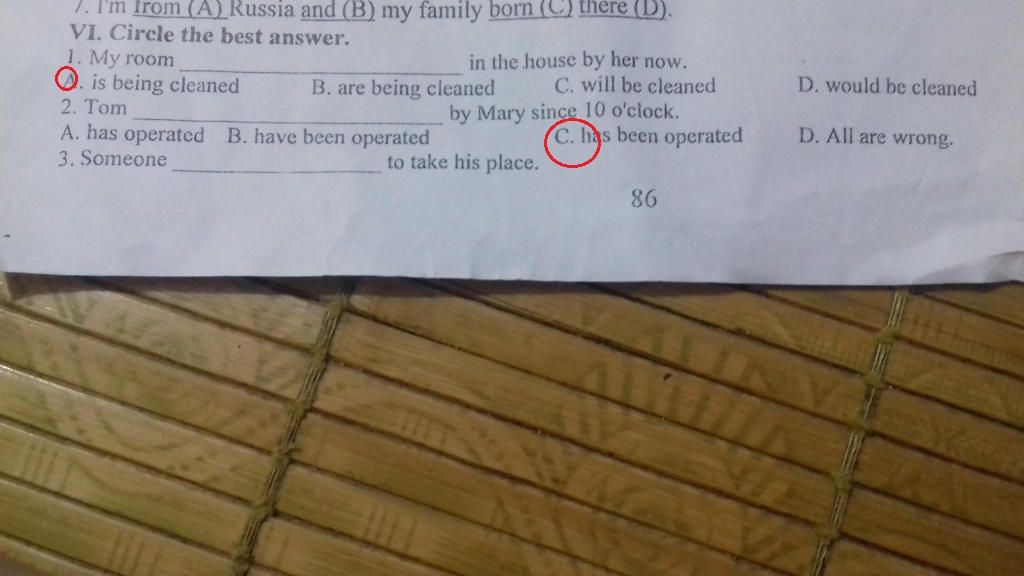 7. I'm from (A) Russia and (B) my family born (C) there (D).
VI. Circle the best answer.
1. My room ______ in the house by her now.
A. is being cleaned B. are being cleaned C. will be cleaned D. would be cleaned
2. Tom ______ by Mary since 10 o'clock.
A. has operated B. have been operated C. has been operated D. All are wrong.
3. Someone ______ to take his place.
86